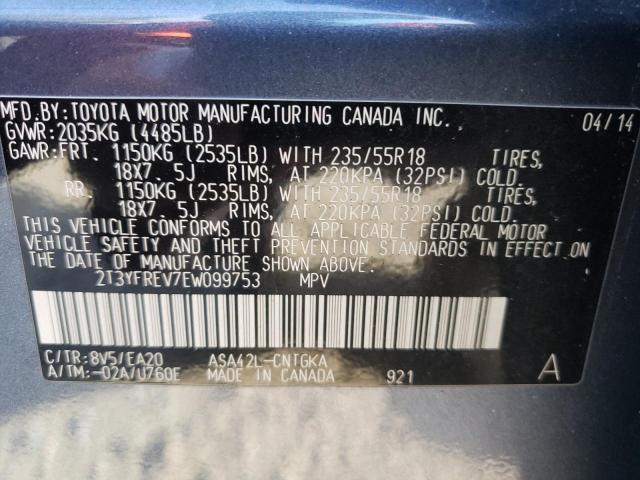 MFD.BY:TOYOTA MOTOR MANUFACTURING CANADA INC. 04/14
GVWR:2035KG (4485LB)
GAWR:FRT. 1150KG (2535LB) WITH 235/55R18 TIRES,
18X7.5J RIMS, AT 220KPA (32PSI) COLD.
RR. 1150KG (2535LB) WITH 235/55R18 TIRES,
18X7.5J RIMS, AT 220KPA (32PSI) COLD.
THIS VEHICLE CONFORMS TO ALL APPLICABLE FEDERAL MOTOR
VEHICLE SAFETY AND THEFT PREVENTION STANDARDS IN EFFECT ON
THE DATE OF MANUFACTURE SHOWN ABOVE.
2T3YFREV7EW099753 MPV
C/TR:8V5/EA20 ASA42L-CNTGKA
A/TM:-02A/U760E MADE IN CANADA 921 A